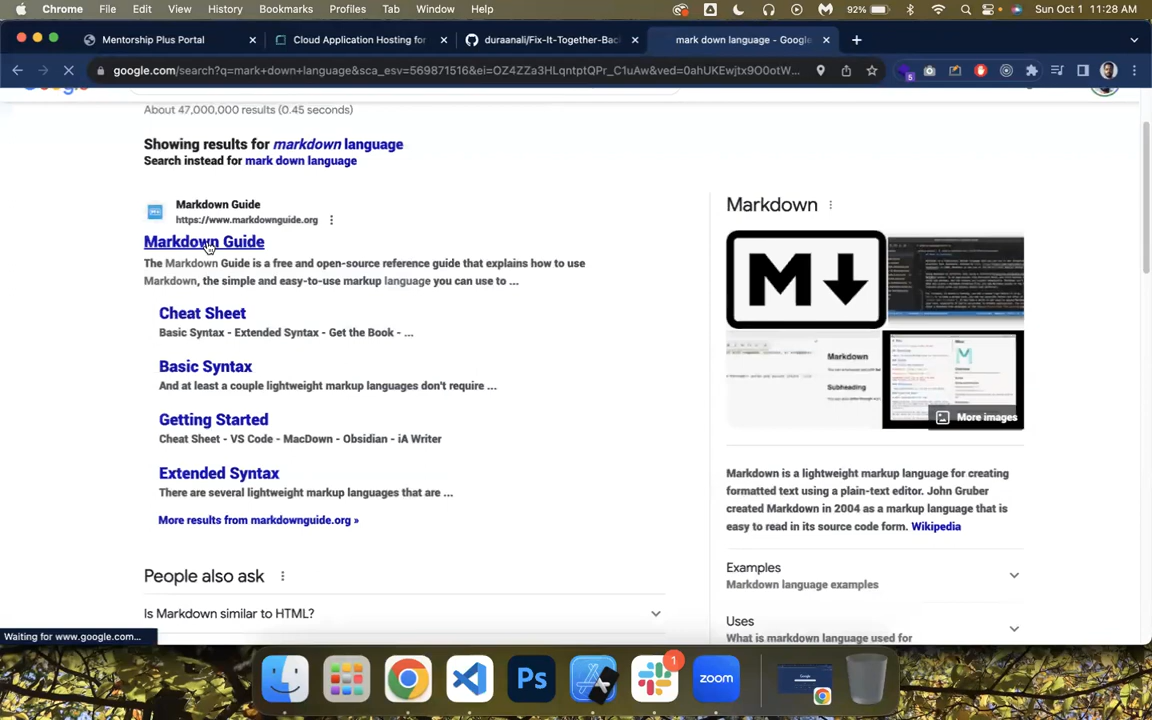 Chrome File Edit View History Bookmarks Profiles Tab Window Help 92% Sun Oct 1 11:28 AM
Mentorship Plus Portal
Cloud Application Hosting for
duraanali/Fix-It-Together-Bac
mark down language - Google
google.com/search?q=mark+down+language&sca_esv=569871516&ei=OZ4ZZa3HLqntptQPr_C1uAw&ved=0ahUKEwjtx9O0otW...
5
About 47,000,000 results (0.45 seconds)
Showing results for markdown language
Search instead for mark down language
Markdown Guide
https://www.markdownguide.org
Markdown Guide
The Markdown Guide is a free and open-source reference guide that explains how to use
Markdown, the simple and easy-to-use markup language you can use to ...
Cheat Sheet
Basic Syntax - Extended Syntax - Get the Book - ...
Basic Syntax
And at least a couple lightweight markup languages don't require ...
Getting Started
Cheat Sheet - VS Code - MacDown - Obsidian - iA Writer
Extended Syntax
There are several lightweight markup languages that are ...
More results from markdownguide.org »
People also ask
Is Markdown similar to HTML?
Markdown
M
Markdown
Subheading
More images
Markdown is a lightweight markup language for creating
formatted text using a plain-text editor. John Gruber
created Markdown in 2004 as a markup language that is
easy to read in its source code form. Wikipedia
Examples
Markdown language examples
Uses
What is markdown language used for
Waiting for www.google.com...
Ps
1
zoom